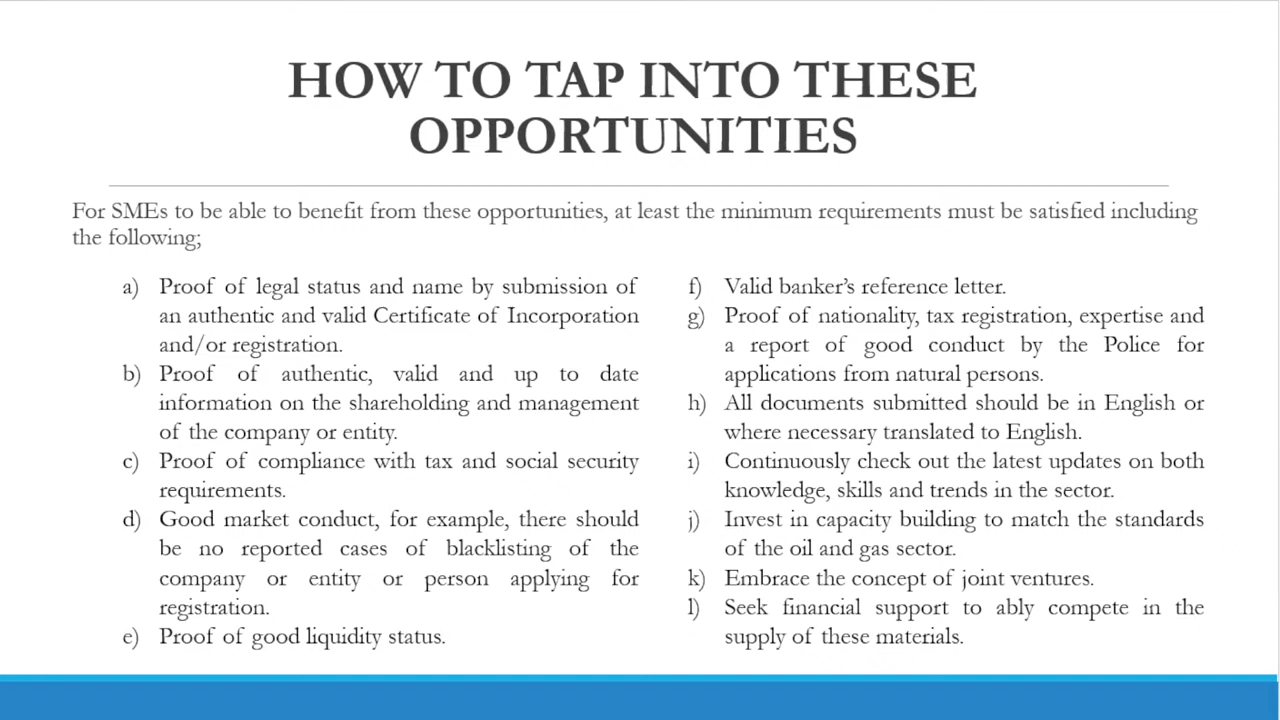 HOW TO TAP INTO THESE
OPPORTUNITIES
For SMEs to be able to benefit from these opportunities, at least the minimum requirements must be satisfied including
the following;
a) Proof of legal status and name by submission of
an authentic and valid Certificate of Incorporation
and/or registration.
b) Proof of authentic, valid and up to date
information on the shareholding and management
of the company or entity.
c) Proof of compliance with tax and social security
requirements.
d) Good market conduct, for example, there should
be no reported cases of blacklisting of the
company or entity or person applying for
registration.
e) Proof of good liquidity status.
f) Valid banker’s reference letter.
g) Proof of nationality, tax registration, expertise and
a report of good conduct by the Police for
applications from natural persons.
h) All documents submitted should be in English or
where necessary translated to English.
i) Continuously check out the latest updates on both
knowledge, skills and trends in the sector.
j) Invest in capacity building to match the standards
of the oil and gas sector.
k) Embrace the concept of joint ventures.
l) Seek financial support to ably compete in the
supply of these materials.